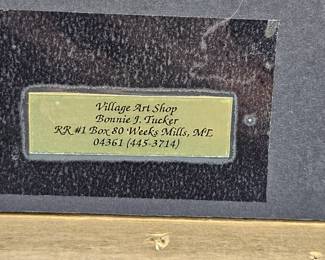 Village Art Shop
Bonnie J. Tucker
RR #1 Box 80 Weeks Mills, ME
04361 (445-3714)